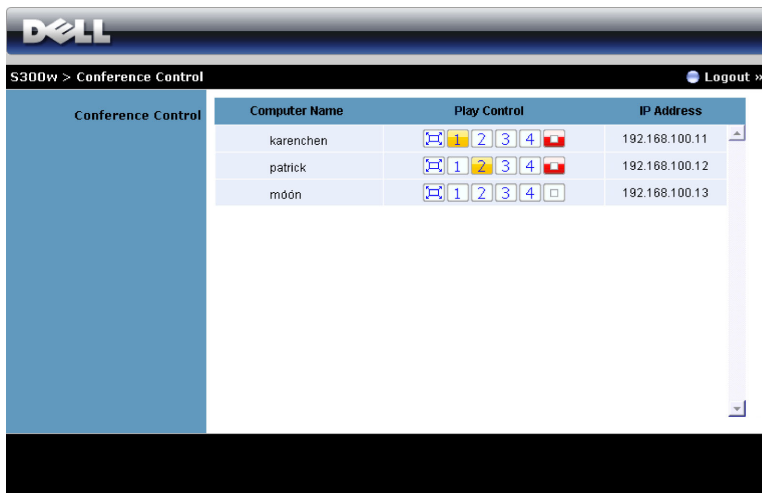 DELL
S300w > Conference Control
Logout »
Conference Control
Computer Name Play Control IP Address
karenchen 1 2 3 4 192.168.100.11
patrick 1 2 3 4 192.168.100.12
móón 1 2 3 4 192.168.100.13